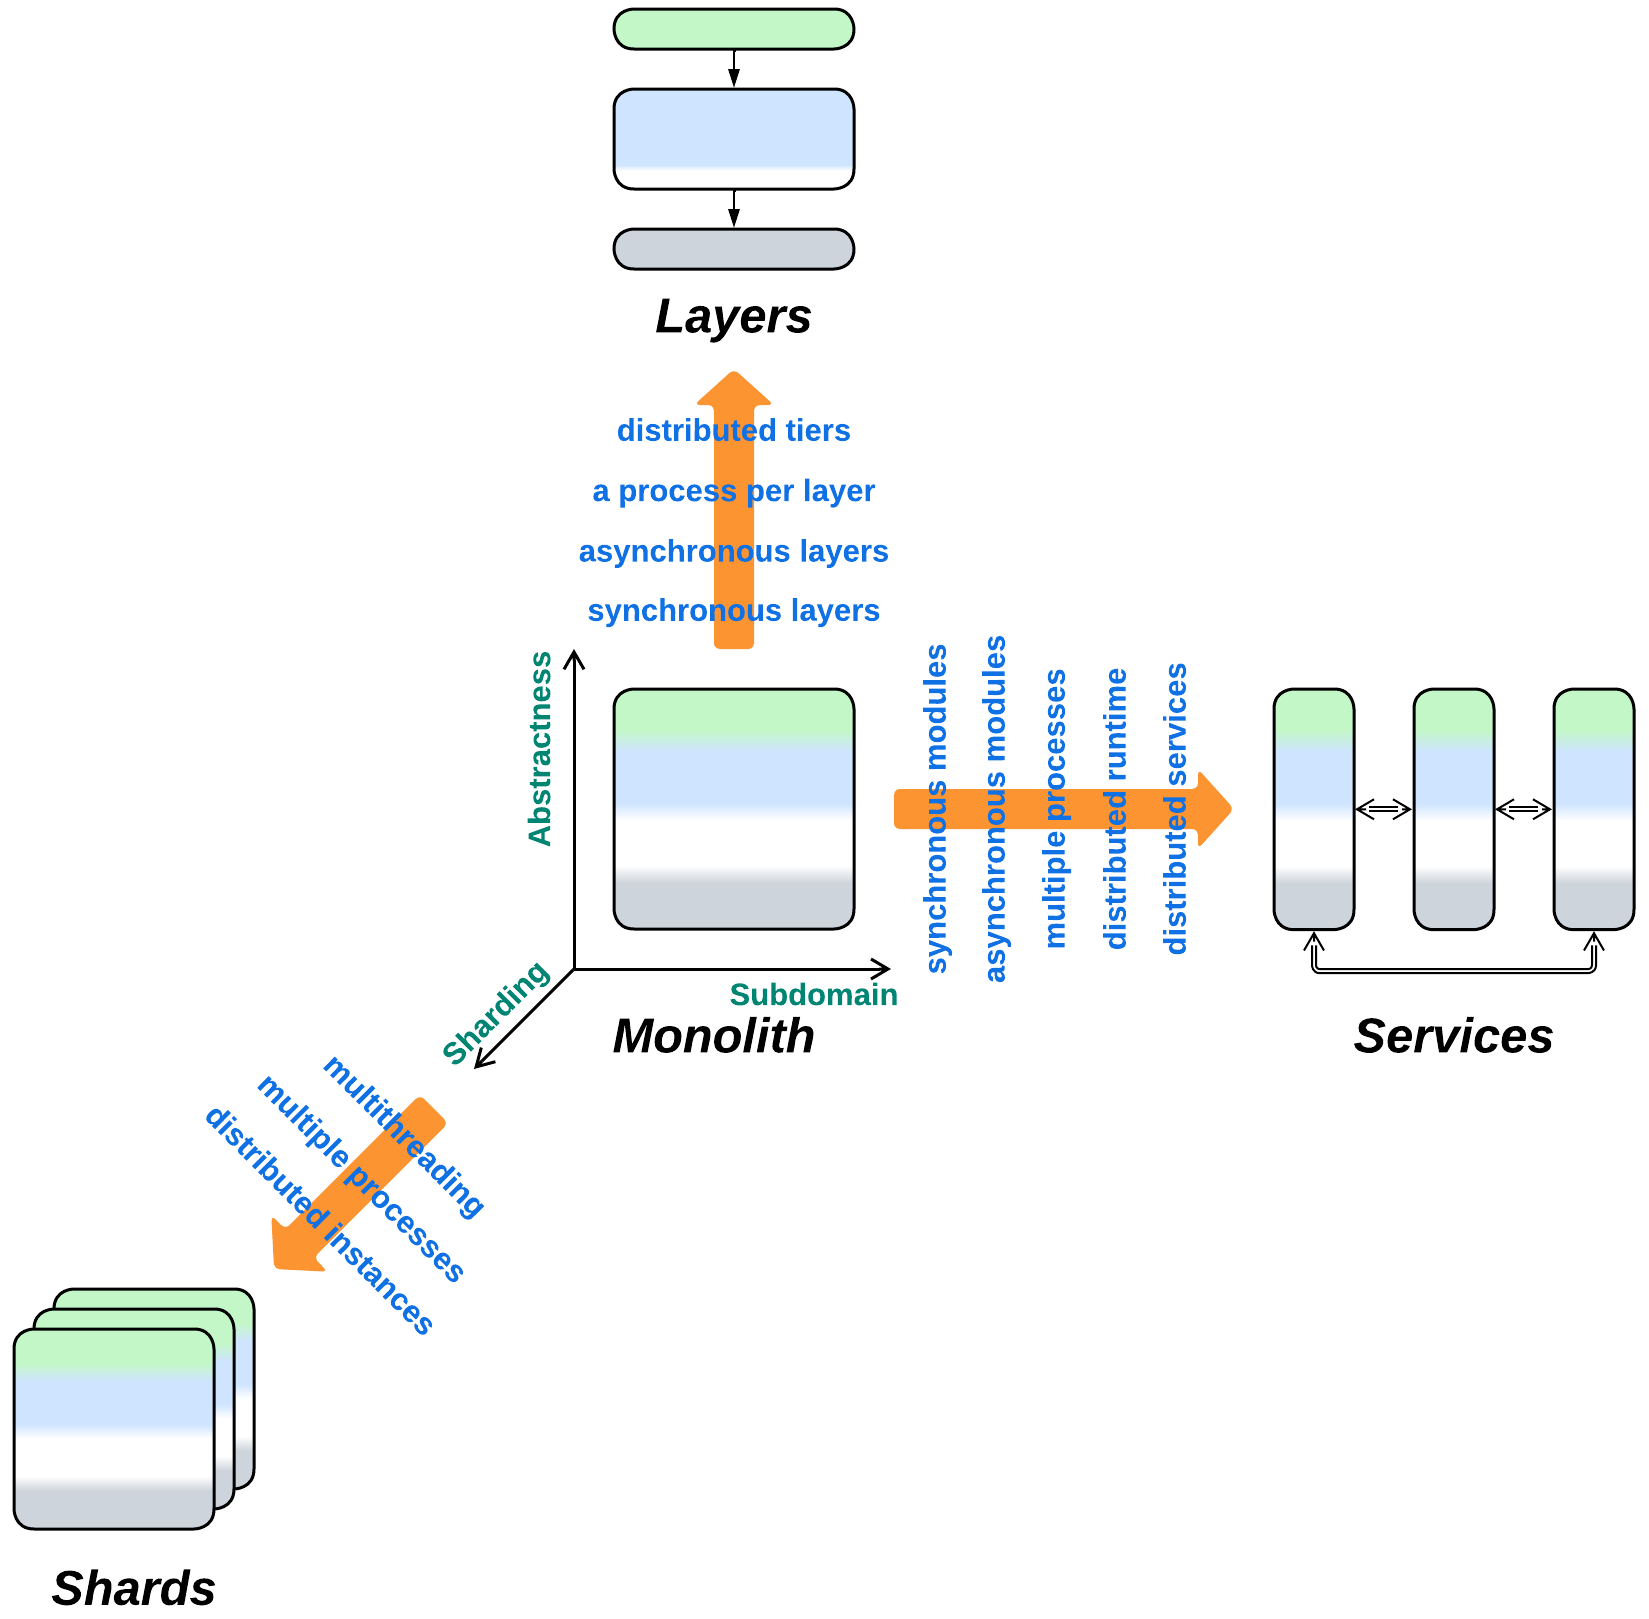 Layers
distributed tiers
a process per layer
asynchronous layers
synchronous layers
Abstractness
synchronous modules
asynchronous modules
multiple processes
distributed runtime
distributed services
Sharding
Subdomain
Monolith
Services
multithreading
multiple processes
distributed instances
Shards